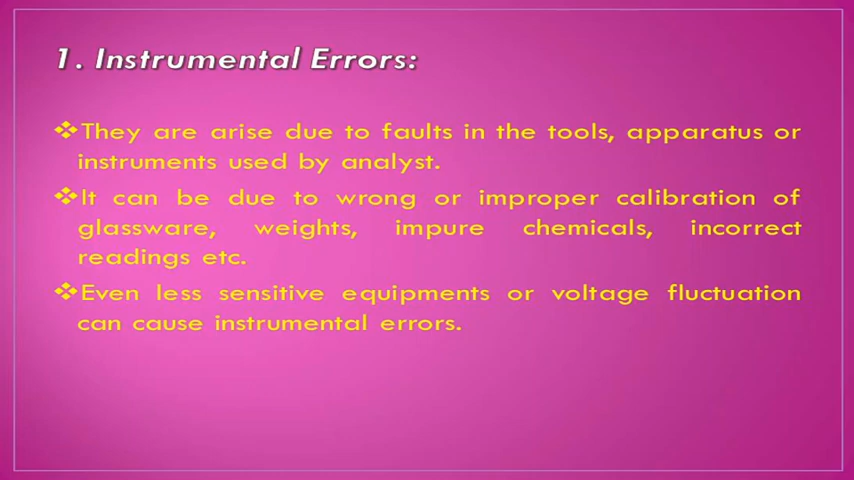 1. Instrumental Errors:
❖They are arise due to faults in the tools, apparatus or
instruments used by analyst.
❖It can be due to wrong or improper calibration of
glassware, weights, impure chemicals, incorrect
readings etc.
❖Even less sensitive equipments or voltage fluctuation
can cause instrumental errors.